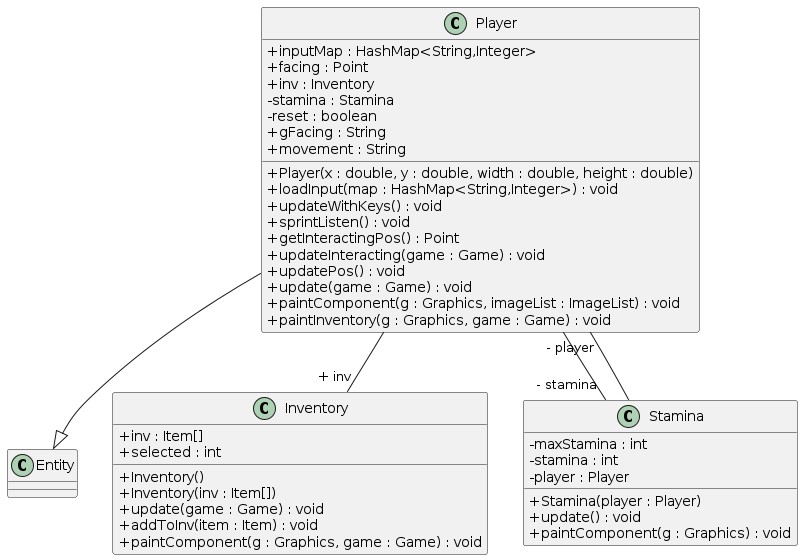 C Player
+inputMap : HashMap<String,Integer>
+facing : Point
+inv : Inventory
-stamina : Stamina
-reset : boolean
+gFacing : String
+movement : String
+Player(x : double, y : double, width : double, height : double)
+loadInput(map : HashMap<String,Integer>) : void
+updateWithKeys() : void
+sprintListen() : void
+getInteractingPos() : Point
+updateInteracting(game : Game) : void
+updatePos() : void
+update(game : Game) : void
+paintComponent(g : Graphics, imageList : ImageList) : void
+paintInventory(g : Graphics, game : Game) : void
- player
+ inv
- stamina
C Entity
C Inventory
+inv : Item[]
+selected : int
+Inventory()
+Inventory(inv : Item[])
+update(game : Game) : void
+addToInv(item : Item) : void
+paintComponent(g : Graphics, game : Game) : void
C Stamina
-maxStamina : int
-stamina : int
-player : Player
+Stamina(player : Player)
+update() : void
+paintComponent(g : Graphics) : void